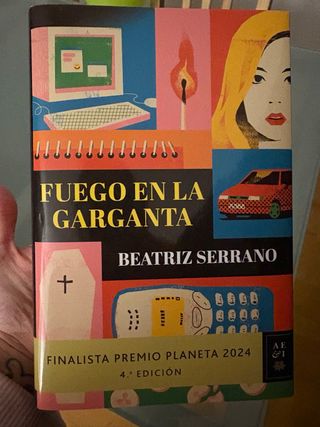 FUEGO EN LA
GARGANTA
BEATRIZ SERRANO
FINALISTA PREMIO PLANETA 2024
4.ª EDICIÓN
A E
& I